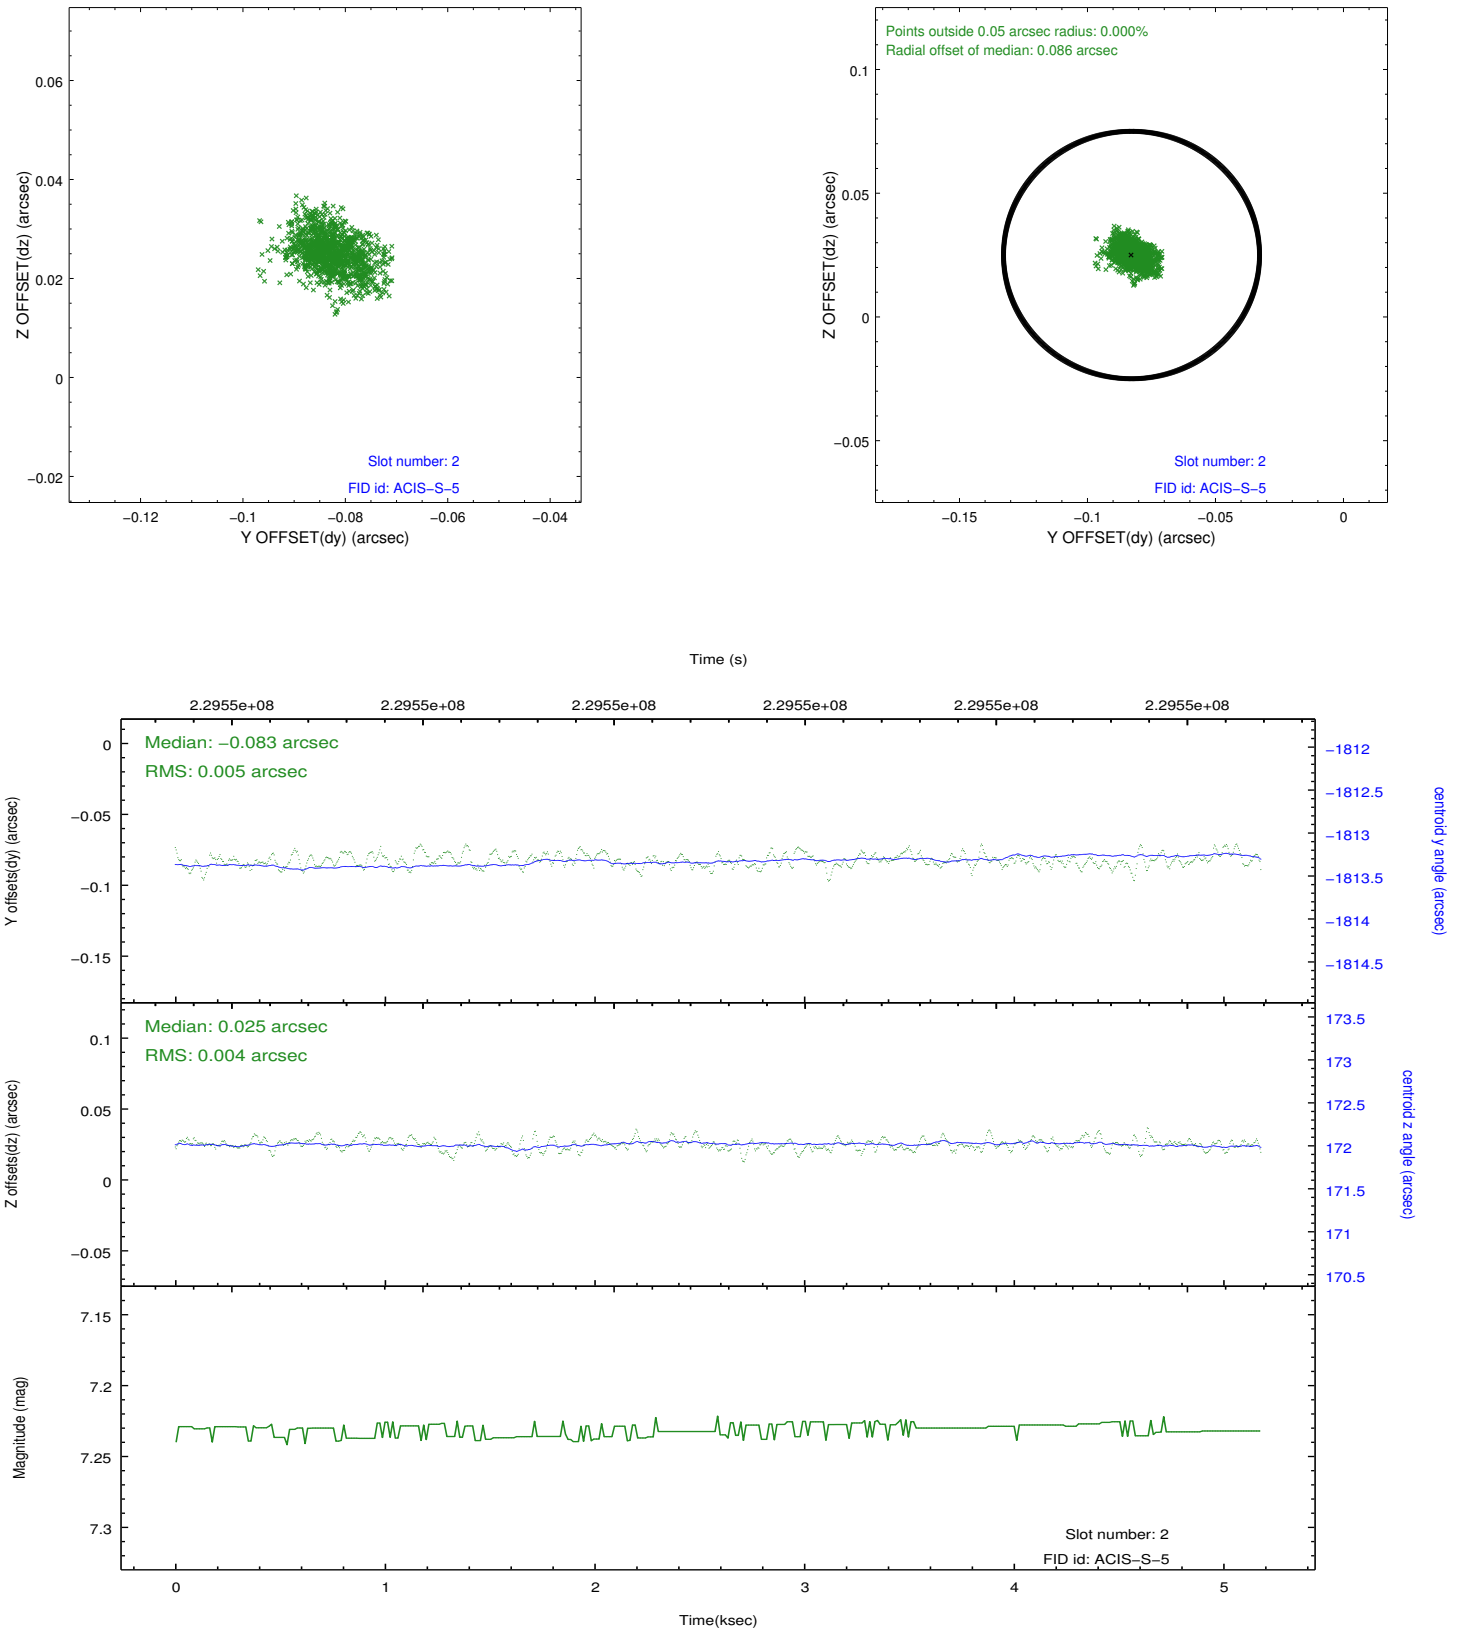 0.06
0.04
0.02
0
−0.02
Z OFFSET(dz) (arcsec)
Slot number: 2
FID id: ACIS−S−5
−0.12 −0.1 −0.08 −0.06 −0.04
Y OFFSET(dy) (arcsec)
Points outside 0.05 arcsec radius: 0.000%
Radial offset of median: 0.086 arcsec
0.1
0.05
0
−0.05
Z OFFSET(dz) (arcsec)
Slot number: 2
FID id: ACIS−S−5
−0.15 −0.1 −0.05 0
Y OFFSET(dy) (arcsec)
Time (s)
2.2955e+08 2.2955e+08 2.2955e+08 2.2955e+08 2.2955e+08 2.2955e+08
Median: −0.083 arcsec
RMS: 0.005 arcsec
0
−0.05
−0.1
−0.15
Y offsets(dy) (arcsec)
−1812
−1812.5
−1813
−1813.5
−1814
−1814.5
centroid y angle (arcsec)
Median: 0.025 arcsec
RMS: 0.004 arcsec
0.1
0.05
0
−0.05
Z offsets(dz) (arcsec)
173.5
173
172.5
172
171.5
171
170.5
centroid z angle (arcsec)
7.15
7.2
7.25
7.3
Magnitude (mag)
Slot number: 2
FID id: ACIS−S−5
0 1 2 3 4 5
Time(ksec)